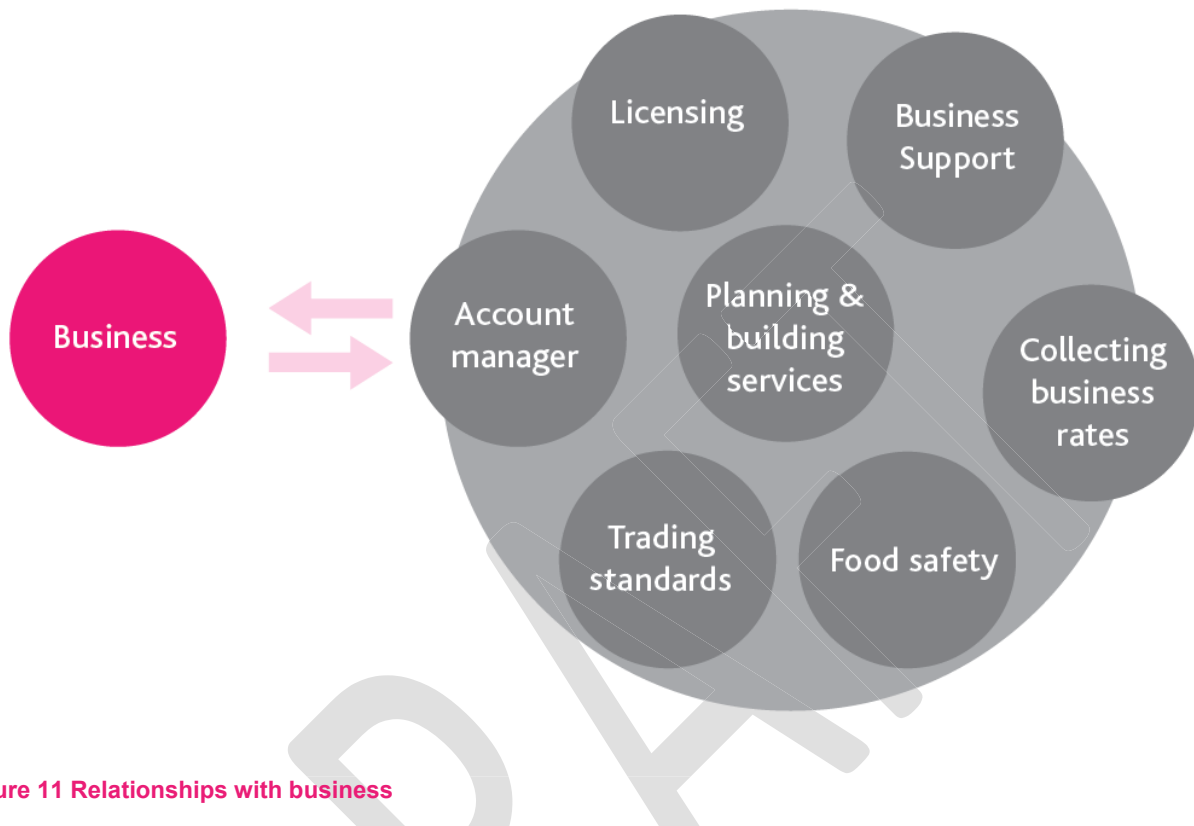 Licensing
Business
Support
Business
Account
manager
Planning &
building
services
Collecting
business
rates
Trading
standards
Food safety
ure 11 Relationships with business